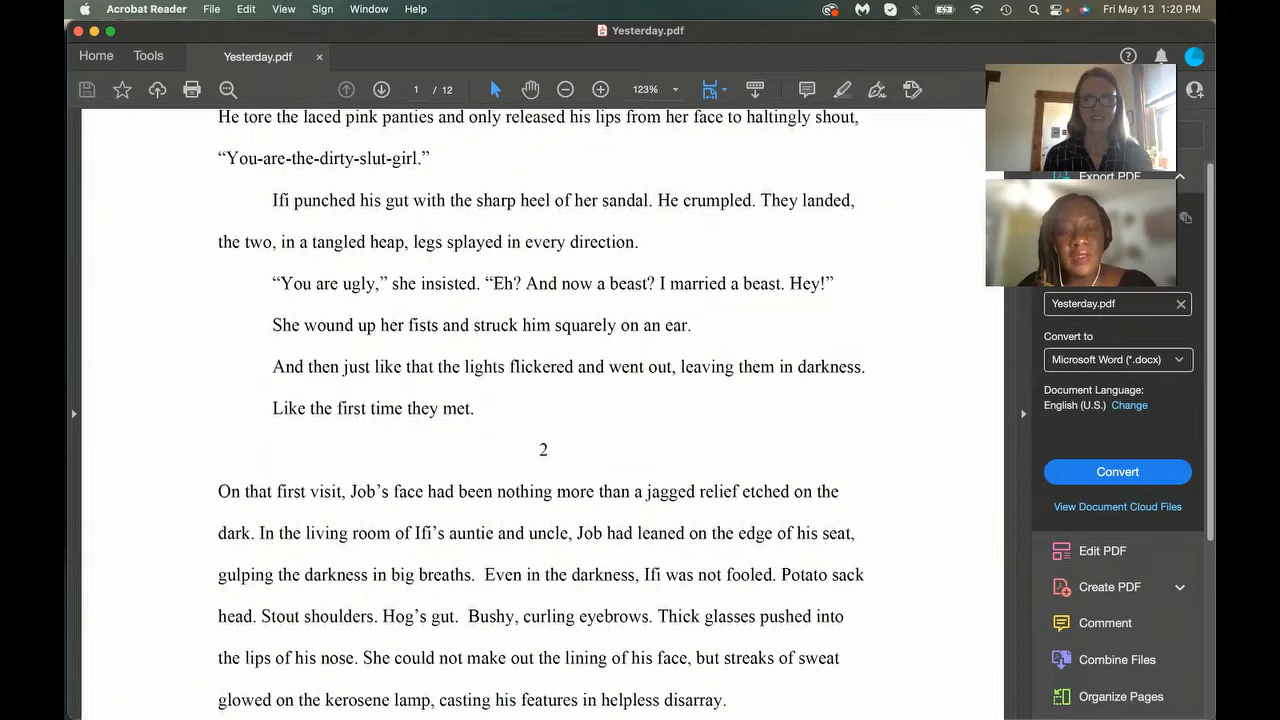 Acrobat Reader File Edit View Sign Window Help Fri May 13 1:20 PM
Yesterday.pdf
Home Tools Yesterday.pdf ×
1 / 12 123%
He tore the laced pink panties and only released his lips from her face to haltingly shout,
“You-are-the-dirty-slut-girl.”
Ifi punched his gut with the sharp heel of her sandal. He crumpled. They landed,
the two, in a tangled heap, legs splayed in every direction.
“You are ugly,” she insisted. “Eh? And now a beast? I married a beast. Hey!”
She wound up her fists and struck him squarely on an ear.
And then just like that the lights flickered and went out, leaving them in darkness.
Like the first time they met.
2
On that first visit, Job’s face had been nothing more than a jagged relief etched on the
dark. In the living room of Ifi’s auntie and uncle, Job had leaned on the edge of his seat,
gulping the darkness in big breaths.  Even in the darkness, Ifi was not fooled. Potato sack
head. Stout shoulders. Hog’s gut.  Bushy, curling eyebrows. Thick glasses pushed into
the lips of his nose. She could not make out the lining of his face, but streaks of sweat
glowed on the kerosene lamp, casting his features in helpless disarray.
Export PDF
Yesterday.pdf
Convert to
Microsoft Word (*.docx)
Document Language:
English (U.S.) Change
Convert
View Document Cloud Files
Edit PDF
Create PDF
Comment
Combine Files
Organize Pages